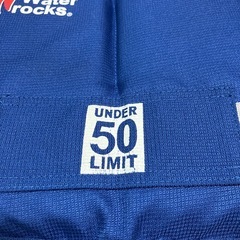 Water
rocks.
UNDER
50
LIMIT